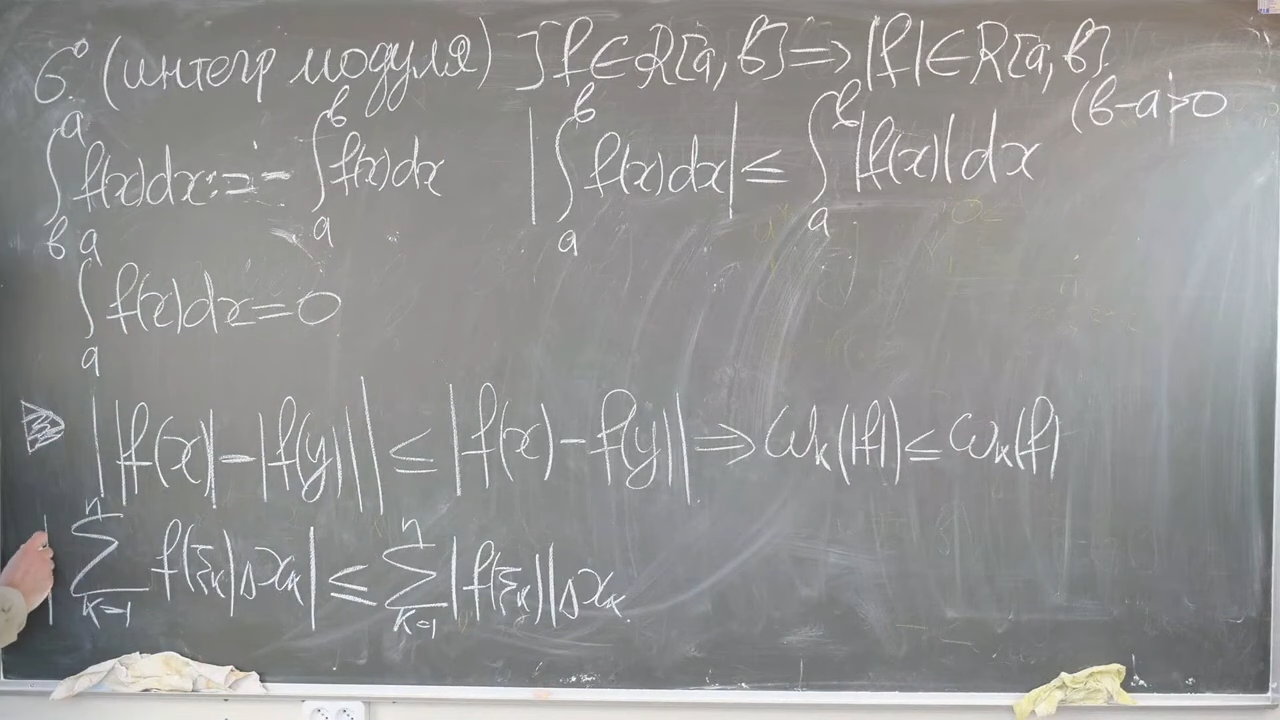 6° (интегр модуля) ] f ∈ R[a, b] ⇒ |f| ∈ R[a, b].
∫_b^a f(x)dx := - ∫_a^b f(x)dx |∫_a^b f(x)dx| ≤ ∫_a^b |f(x)|dx (b-a>0
∫_a^a f(x)dx = 0
||f(x)| - |f(y)|| ≤ |f(x) - f(y)| ⇒ ω_k(|f|) ≤ ω_k(f)
|∑_{k=1}^n f(ξ_k)Δx_k| ≤ ∑_{k=1}^n |f(ξ_k)|Δx_k